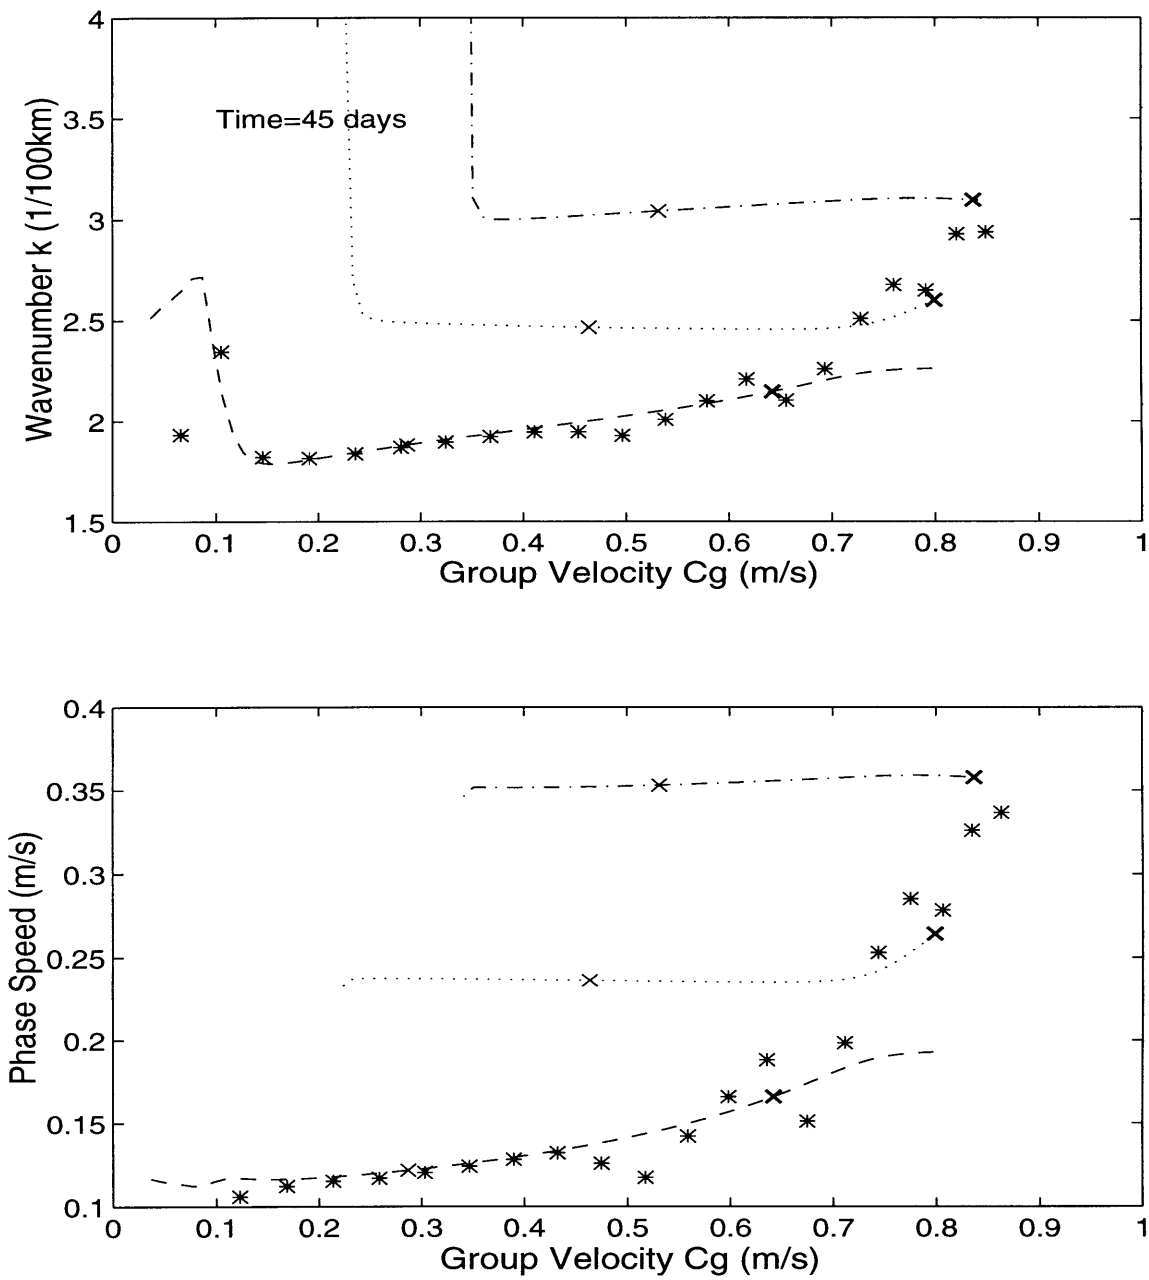 4
3.5
3
2.5
2
1.5
Wavenumber k (1/100km)
Time=45 days
0 0.1 0.2 0.3 0.4 0.5 0.6 0.7 0.8 0.9 1
Group Velocity Cg (m/s)
0.4
0.35
0.3
0.25
0.2
0.15
0.1
Phase Speed (m/s)
0 0.1 0.2 0.3 0.4 0.5 0.6 0.7 0.8 0.9 1
Group Velocity Cg (m/s)